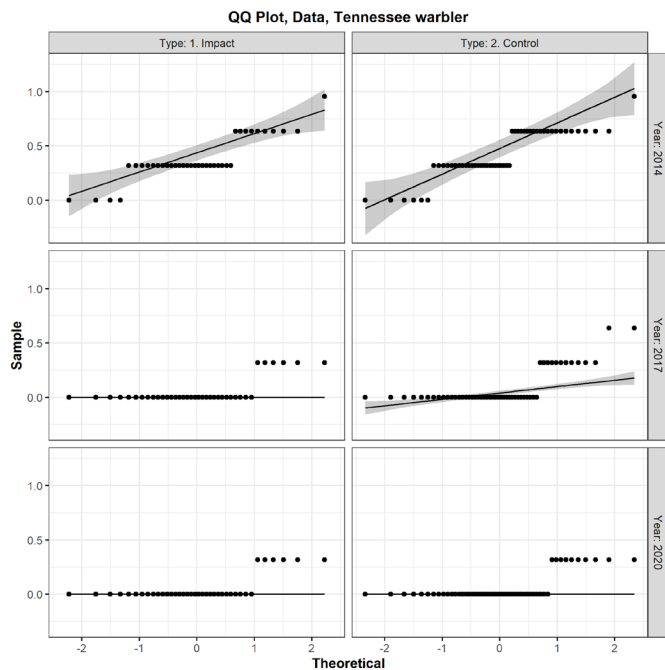 QQ Plot, Data, Tennessee warbler
Type: 1. Impact
Type: 2. Control
1.0
0.5
0.0
Year: 2014
1.0
0.5
0.0
Year: 2017
1.0
0.5
0.0
Year: 2020
Sample
-2 -1 0 1 2
-2 -1 0 1 2
Theoretical